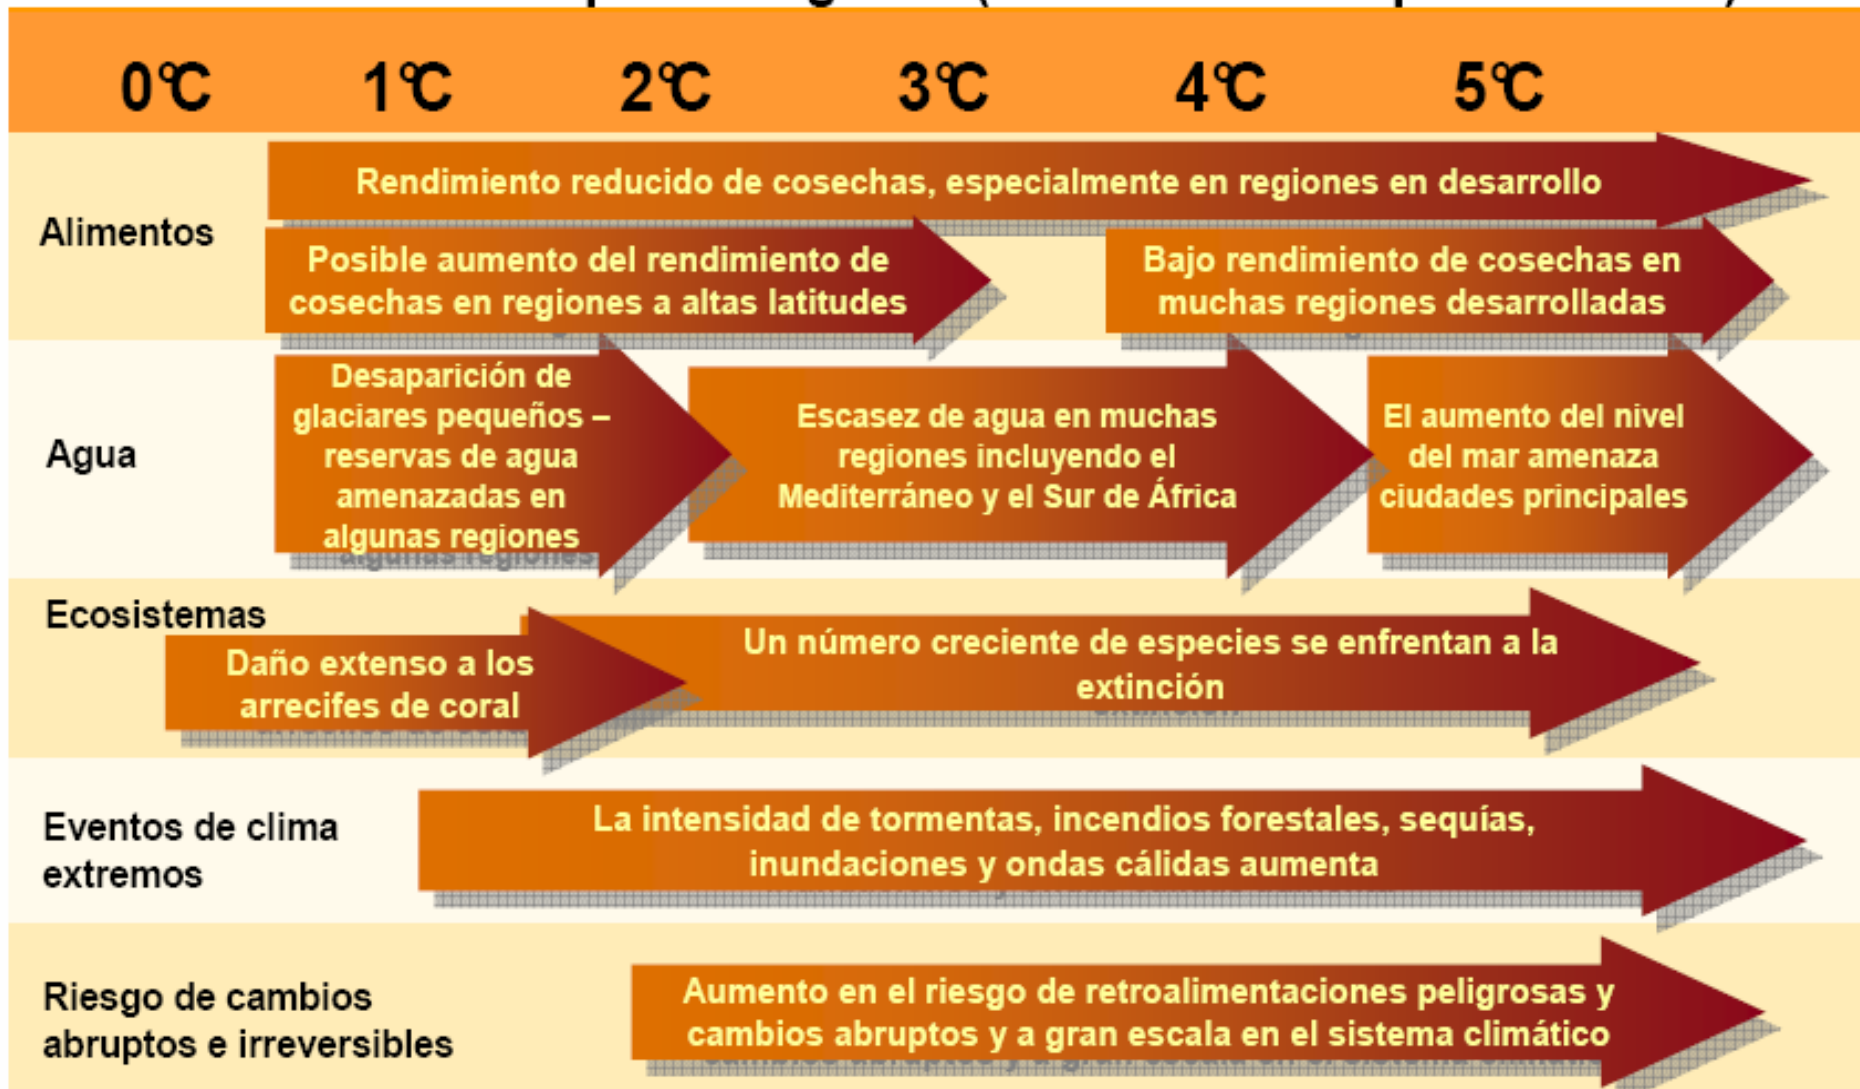 0°C 1°C 2°C 3°C 4°C 5°C
Alimentos
Rendimiento reducido de cosechas, especialmente en regiones en desarrollo
Posible aumento del rendimiento de
cosechas en regiones a altas latitudes
Bajo rendimiento de cosechas en
muchas regiones desarrolladas
Agua
Desaparición de
glaciares pequeños –
reservas de agua
amenazadas en
algunas regiones
Escasez de agua en muchas
regiones incluyendo el
Mediterráneo y el Sur de África
El aumento del nivel
del mar amenaza
ciudades principales
Ecosistemas
Daño extenso a los
arrecifes de coral
Un número creciente de especies se enfrentan a la
extinción
Eventos de clima
extremos
La intensidad de tormentas, incendios forestales, sequías,
inundaciones y ondas cálidas aumenta
Riesgo de cambios
abruptos e irreversibles
Aumento en el riesgo de retroalimentaciones peligrosas y
cambios abruptos y a gran escala en el sistema climático